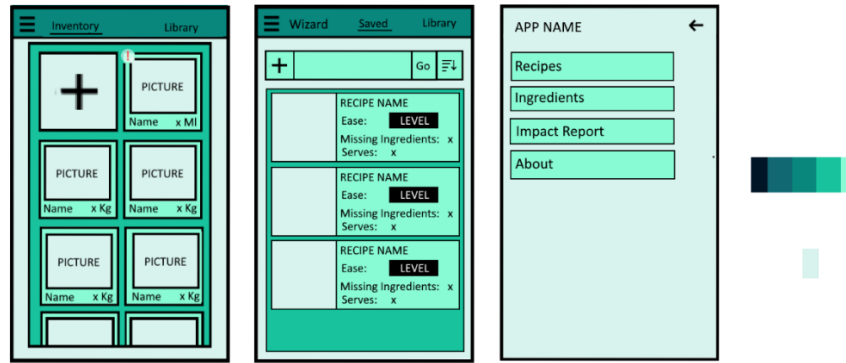 Inventory Library
!
PICTURE
Name x Ml
PICTURE PICTURE
Name x Kg Name x Kg
PICTURE PICTURE
Name x Kg Name x Kg
Wizard Saved Library
+ Go
RECIPE NAME
Ease: LEVEL
Missing Ingredients: x
Serves: x
RECIPE NAME
Ease: LEVEL
Missing Ingredients: x
Serves: x
RECIPE NAME
Ease: LEVEL
Missing Ingredients: x
Serves: x
APP NAME
Recipes
Ingredients
Impact Report
About